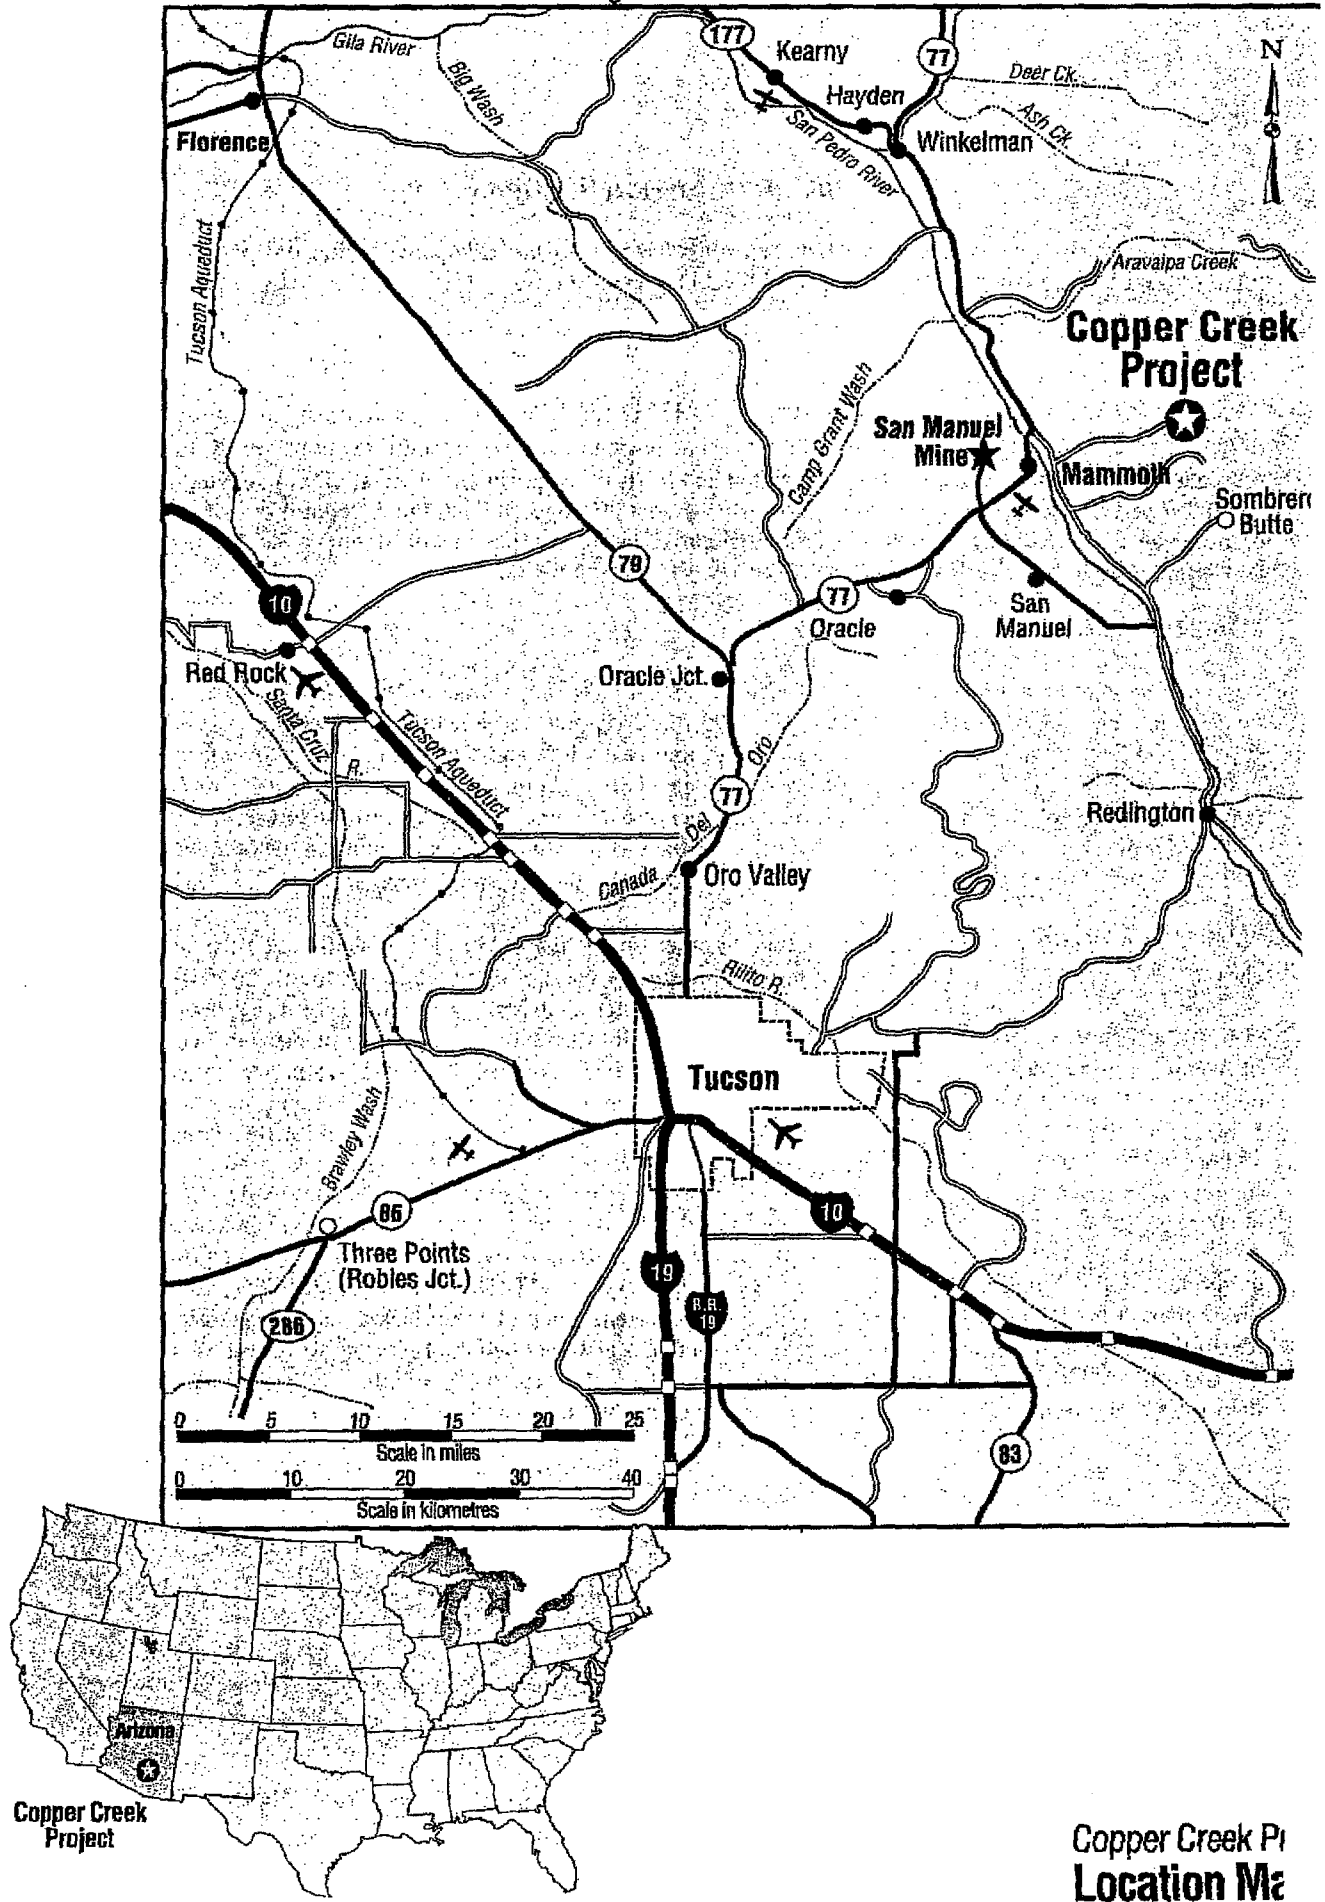 177
Kearny
77
N
Gila River
Big Wash
Deer Ck.
Hayden
Ash Ck.
San Pedro River
Winkelman
Florence
Tucson Aqueduct
Aravaipa Creek
Copper Creek
Project
Camp Grant Wash
San Manuel
Mine
Mammoth
Sombrero
Butte
79
10
77
Oracle
San
Manuel
Red Rock
Oracle Jct.
Santa Cruz
R.
Tucson Aqueduct
Oro
77
Del
Redington
Canada
Oro Valley
Rillito R.
Tucson
Brawley Wash
86
10
Three Points
(Robles Jct.)
19
B.R.
19
286
0 5 10 15 20 25
Scale in miles
83
0 10 20 30 40
Scale in kilometres
Arizona
Copper Creek
Project
Copper Creek
Location